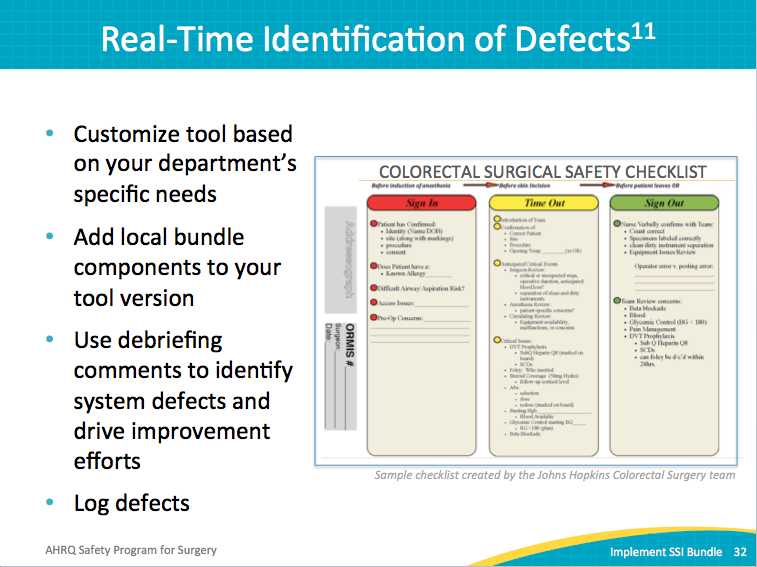 Real-Time Identification of Defects11
• Customize tool based
on your department's
specific needs
• Add local bundle
components to your
tool version
• Use debriefing
comments to identify
system defects and
drive improvement
efforts
• Log defects
COLORECTAL SURGICAL SAFETY CHECKLIST
Before induction of anesthesia
Before skin Incision
Before patient leaves OR
Addressograph
ORMIS #
Surgeon
Date
Sign In
Patient has Confirmed:
• Identity (Name/DOB)
• site (along with markings)
• procedure
• consent
Does Patient have a:
• Known Allergy
Difficult Airway/Aspiration Risk?
Access Issues:
Pre-Op Concerns:
Time Out
Introduction of Team
Confirmation of:
• Correct Patient
• Site
• Procedure
• Opening Temp ______(in OR)
Anticipated Critical Events
• Surgeon Review:
• critical or unexpected steps,
operative duration, anticipated
blood loss?
• separation of clean and dirty
instruments
• Anesthesia Review:
• patient-specific concerns?
• Circulating Review:
• Equipment availability,
malfunctions, or concerns
Critical Issues:
• DVT Prophylaxis
• SubQ Heparin Q8 (marked on
board)
• SCDs
• Foley: Who inserted
• Steroid Coverage (50mg Hydro)
• follow-up cortisol level
• Abx
• selection
• dose
• redose (marked on board)
• Starting Hgb
• Blood Available
• Glycemic Control starting BG
• BG <180 (plan)
• Beta Blockade
Sign Out
Nurse Verbally confirms with Team:
• Count correct
• Specimens labeled correctly
• clean/dirty instrument seperation
• Equipment Issues Review
Operator error v. posting error:
Team Review concerns:
• Beta blockade
• Blood
• Glycemic Control (BG < 180)
• Pain Management
• DVT Prophylaxis
• Sub Q Heparin Q8
• SCDs
• can foley be d/c'd within
24hrs.
Sample checklist created by the Johns Hopkins Colorectal Surgery team
AHRQ Safety Program for Surgery
Implement SSI Bundle 32